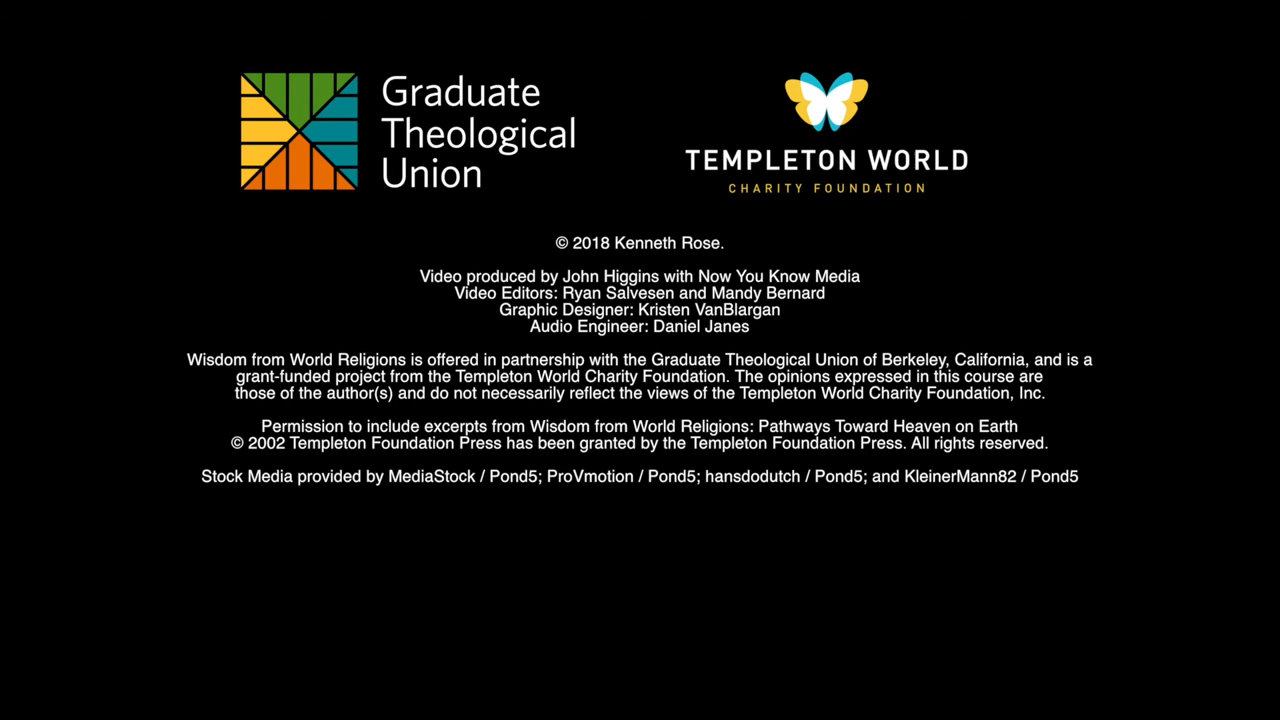 Graduate
Theological
Union
TEMPLETON WORLD
CHARITY FOUNDATION
© 2018 Kenneth Rose.
Video produced by John Higgins with Now You Know Media
Video Editors: Ryan Salvesen and Mandy Bernard
Graphic Designer: Kristen VanBlargan
Audio Engineer: Daniel Janes
Wisdom from World Religions is offered in partnership with the Graduate Theological Union of Berkeley, California, and is a
grant-funded project from the Templeton World Charity Foundation. The opinions expressed in this course are
those of the author(s) and do not necessarily reflect the views of the Templeton World Charity Foundation, Inc.
Permission to include excerpts from Wisdom from World Religions: Pathways Toward Heaven on Earth
© 2002 Templeton Foundation Press has been granted by the Templeton Foundation Press. All rights reserved.
Stock Media provided by MediaStock / Pond5; ProVmotion / Pond5; hansdodutch / Pond5; and KleinerMann82 / Pond5